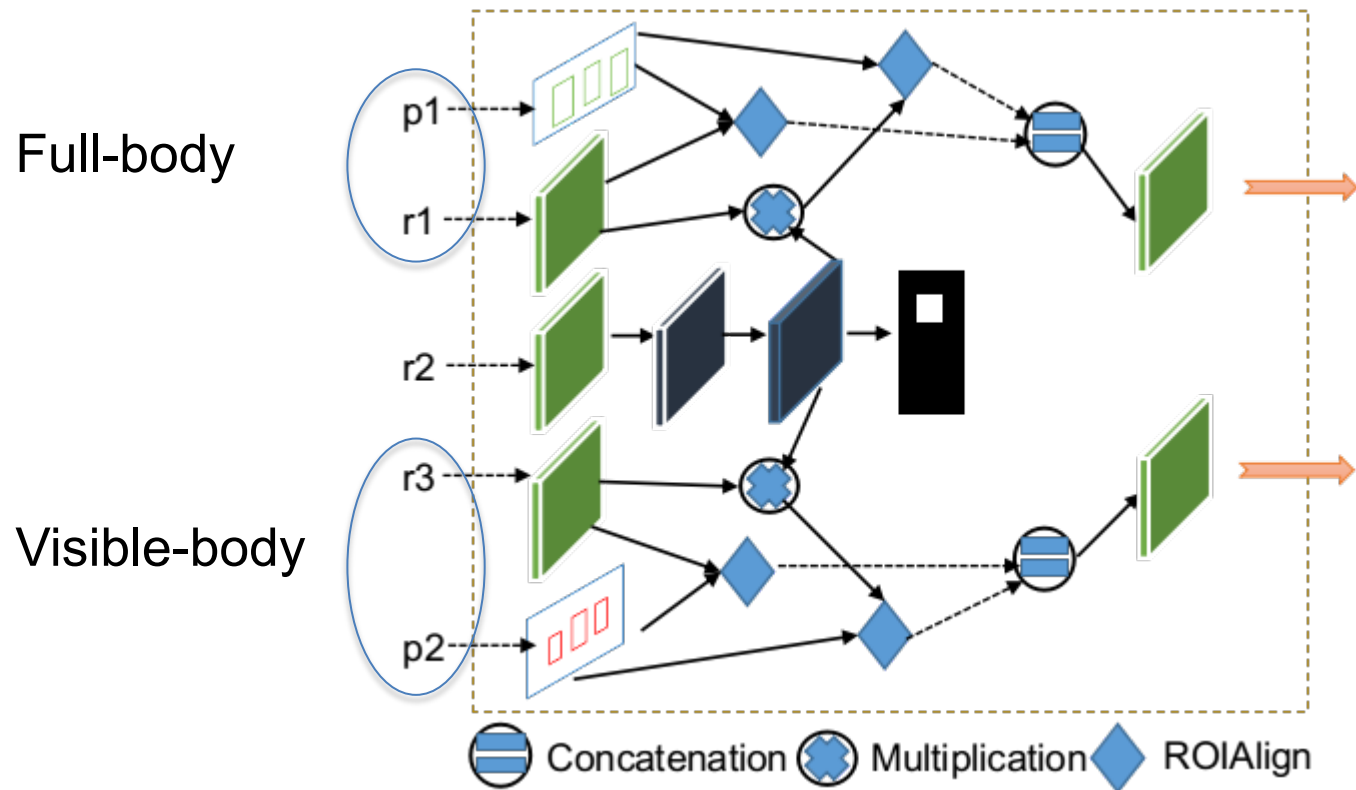 p1
Full-body
r1
r2
r3
Visible-body
p2
Concatenation Multiplication ROIAlign